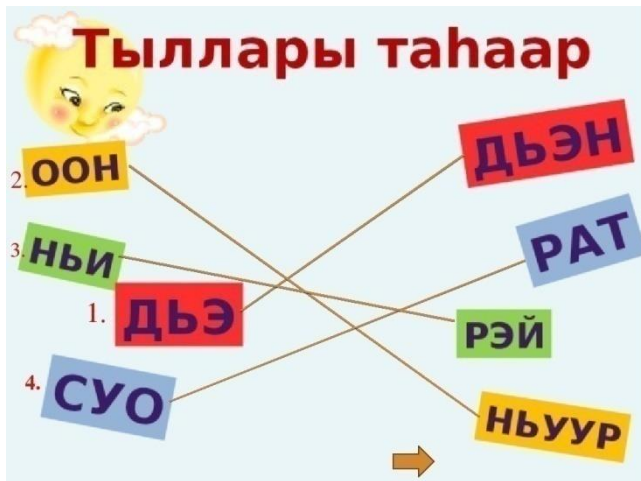 Тыллары таһаар
2. ООН
ДЬЭН
3. НЬИ
РАТ
1. ДЬЭ
РЭЙ
4. СУО
НЬУУР